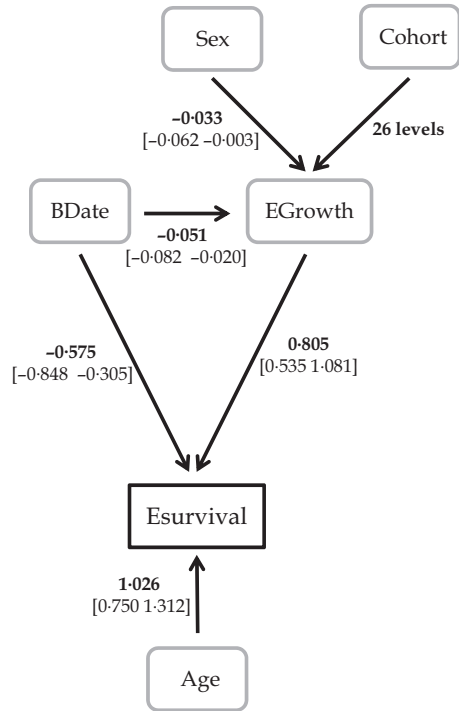 Sex
Cohort
–0·033
[–0·062 –0·003]
26 levels
BDate
EGrowth
–0·051
[–0·082 –0·020]
–0·575
[–0·848 –0·305]
0·805
[0·535 1·081]
Esurvival
1·026
[0·750 1·312]
Age